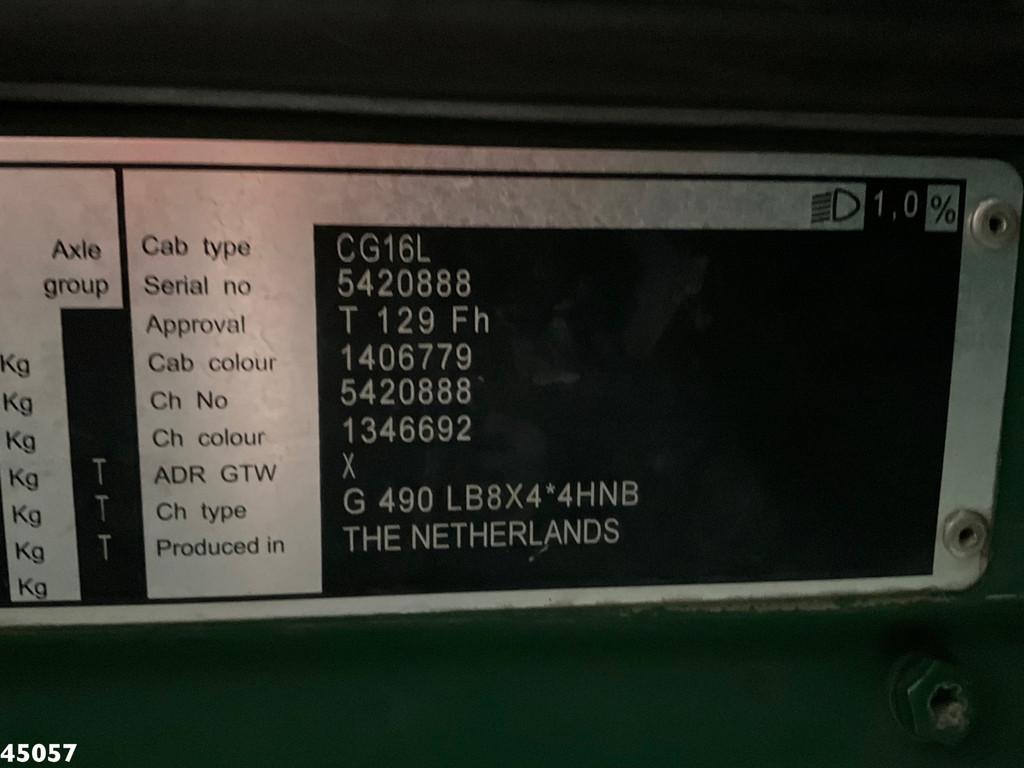 1,0 %
Axle Cab type CG16L
group Serial no 5420888
Approval T 129 Fh
Kg Cab colour 1406779
Kg Ch No 5420888
Kg Ch colour 1346692
Kg T ADR GTW X
Kg T Ch type G 490 LB8X4*4HNB
Kg T Produced in THE NETHERLANDS
Kg
45057